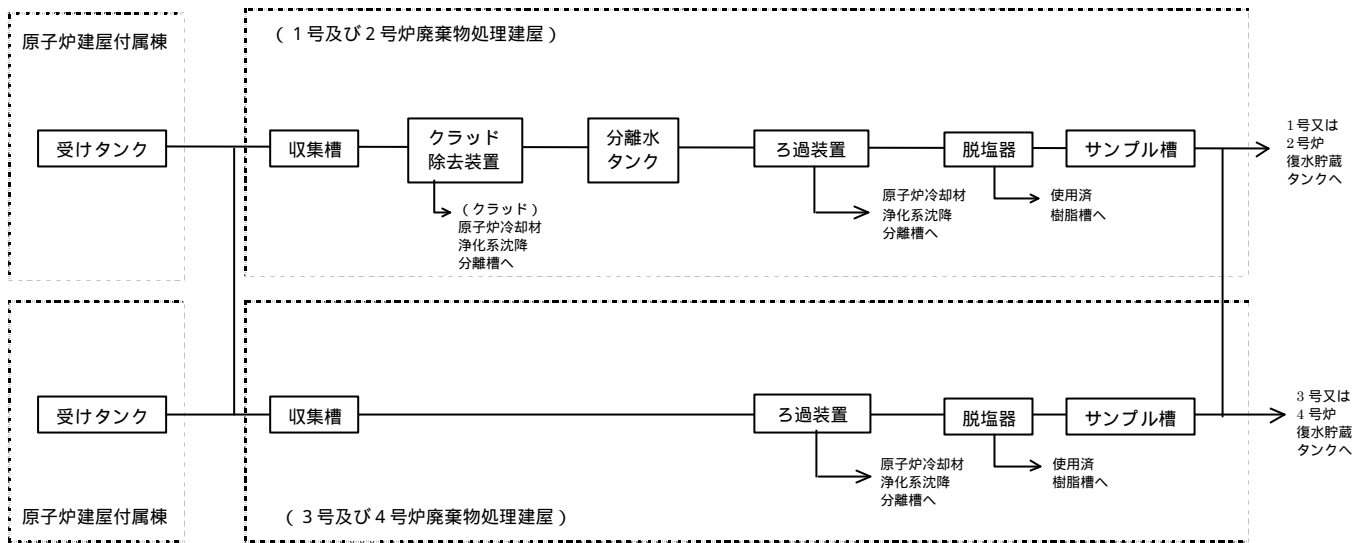 原子炉建屋付属棟
(1号及び2号炉廃棄物処理建屋)
受けタンク
収集槽
クラッド
除去装置
分離水
タンク
ろ過装置
脱塩器
サンプル槽
1号又は
2号炉
復水貯蔵
タンクへ
(クラッド)
原子炉冷却材
浄化系沈降
分離槽へ
原子炉冷却材
浄化系沈降
分離槽へ
使用済
樹脂槽へ
受けタンク
収集槽
ろ過装置
脱塩器
サンプル槽
3号又は
4号炉
復水貯蔵
タンクへ
原子炉冷却材
浄化系沈降
分離槽へ
使用済
樹脂槽へ
原子炉建屋付属棟
(3号及び4号炉廃棄物処理建屋)